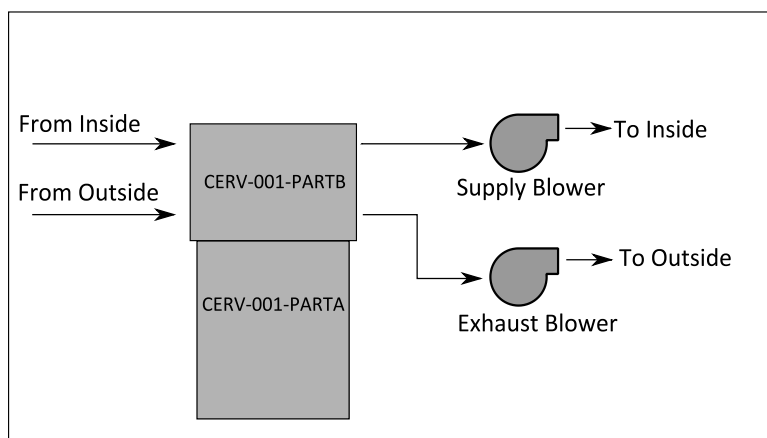 From Inside
From Outside
CERV-001-PARTB
CERV-001-PARTA
To Inside
Supply Blower
To Outside
Exhaust Blower